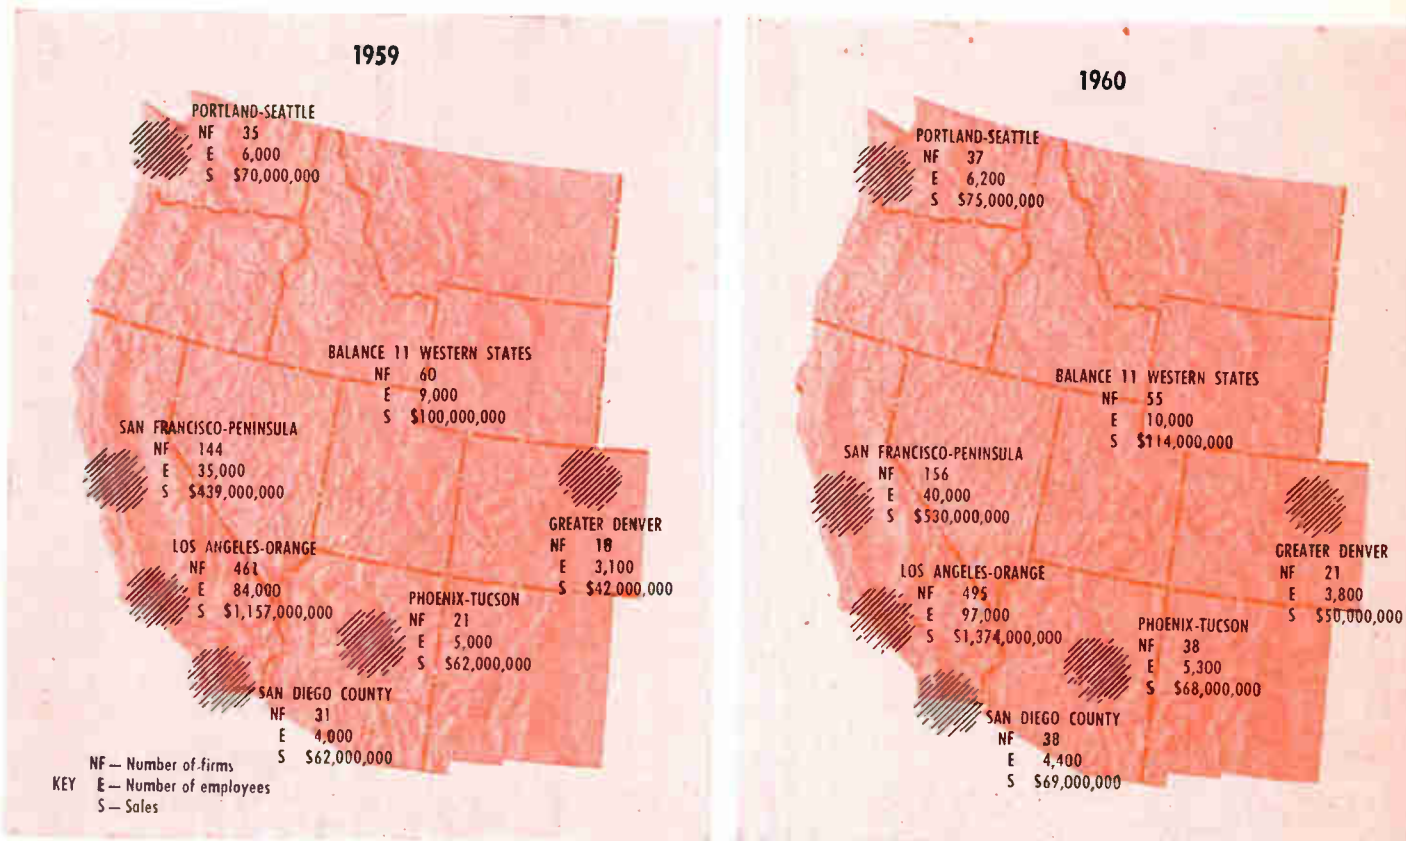 1959
PORTLAND-SEATTLE
NF 35
E 6,000
S $70,000,000
BALANCE 11 WESTERN STATES
NF 60
E 9,000
S $100,000,000
SAN FRANCISCO-PENINSULA
NF 144
E 35,000
S $439,000,000
GREATER DENVER
NF 18
E 3,100
S $42,000,000
LOS ANGELES-ORANGE
NF 461
E 84,000
S $1,157,000,000
PHOENIX-TUCSON
NF 21
E 5,000
S $62,000,000
SAN DIEGO COUNTY
NF 31
E 4,000
S $62,000,000
NF — Number of firms
KEY E — Number of employees
S — Sales
1960
PORTLAND-SEATTLE
NF 37
E 6,200
S $75,000,000
BALANCE 11 WESTERN STATES
NF 55
E 10,000
S $114,000,000
SAN FRANCISCO-PENINSULA
NF 156
E 40,000
S $530,000,000
GREATER DENVER
NF 21
E 3,800
S $50,000,000
LOS ANGELES-ORANGE
NF 495
E 97,000
S $1,374,000,000
PHOENIX-TUCSON
NF 38
E 5,300
S $68,000,000
SAN DIEGO COUNTY
NF 38
E 4,400
S $69,000,000